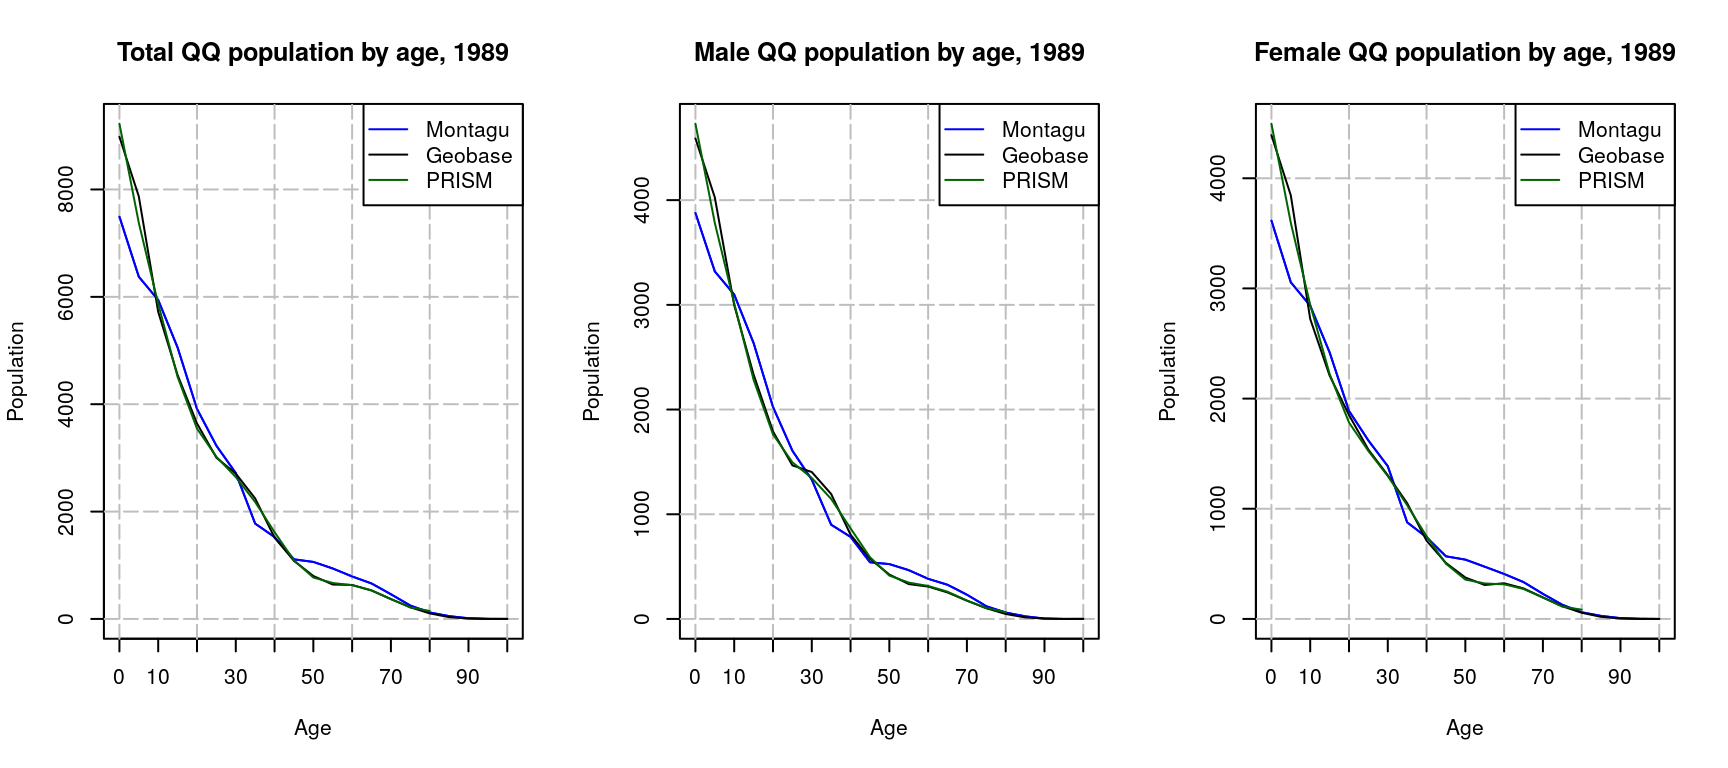 Total QQ population by age, 1989
Montagu
Geobase
PRISM
Population
8000
6000
4000
2000
0
0 10 30 50 70 90
Age
Male QQ population by age, 1989
Montagu
Geobase
PRISM
Population
4000
3000
2000
1000
0
0 10 30 50 70 90
Age
Female QQ population by age, 1989
Montagu
Geobase
PRISM
Population
4000
3000
2000
1000
0
0 10 30 50 70 90
Age